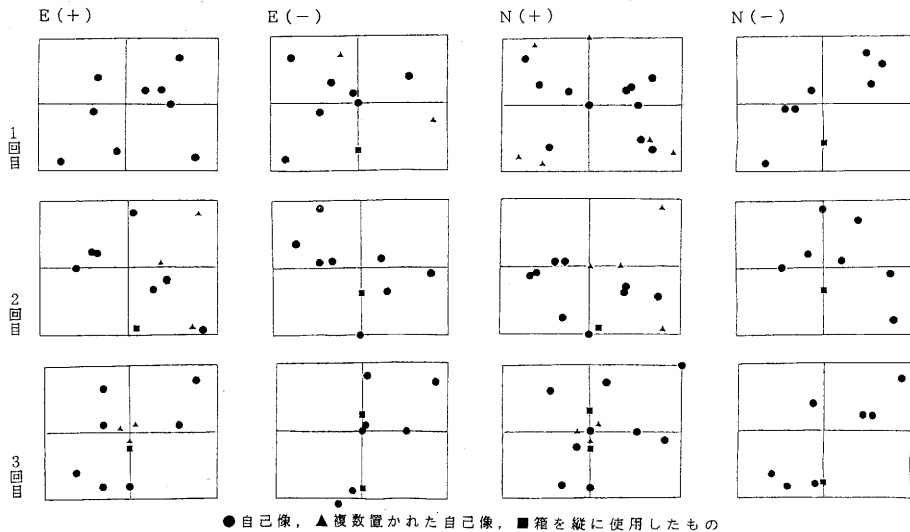 E(+) E(−) N(+) N(−)
1回目
2回目
3回目
●自己像, ▲複数置かれた自己像, ■箱を縦に使用したもの